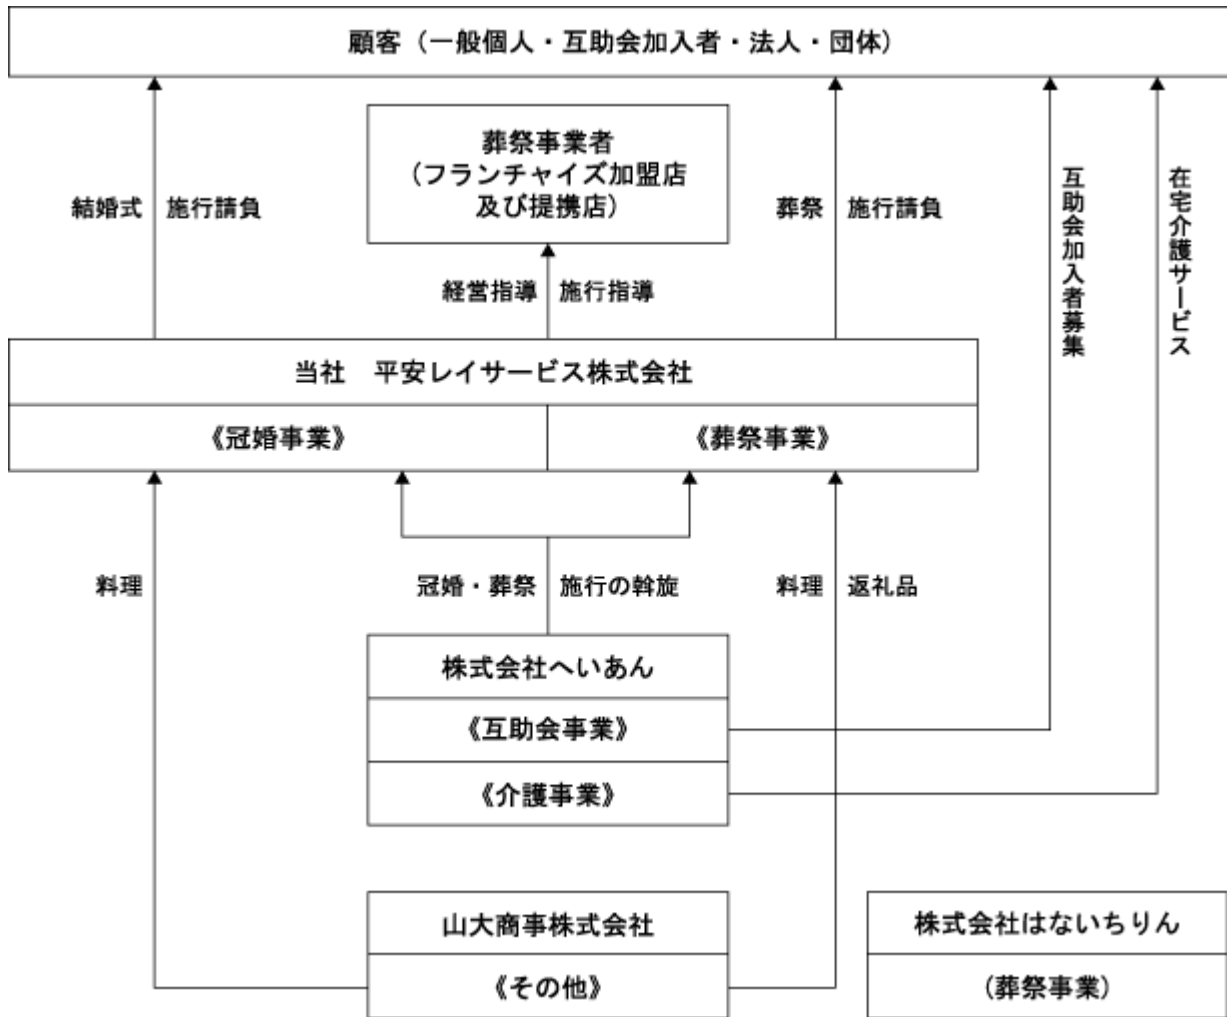 顧客（一般個人・互助会加入者・法人・団体）
葬祭事業者
（フランチャイズ加盟店
及び提携店）
結婚式 施行請負
葬祭 施行請負
互助会加入者募集
在宅介護サービス
経営指導 施行指導
当社　平安レイサービス株式会社
《冠婚事業》
《葬祭事業》
料理
冠婚・葬祭 施行の斡旋
料理 返礼品
株式会社へいあん
《互助会事業》
《介護事業》
山大商事株式会社
《その他》
株式会社はないちりん
（葬祭事業）